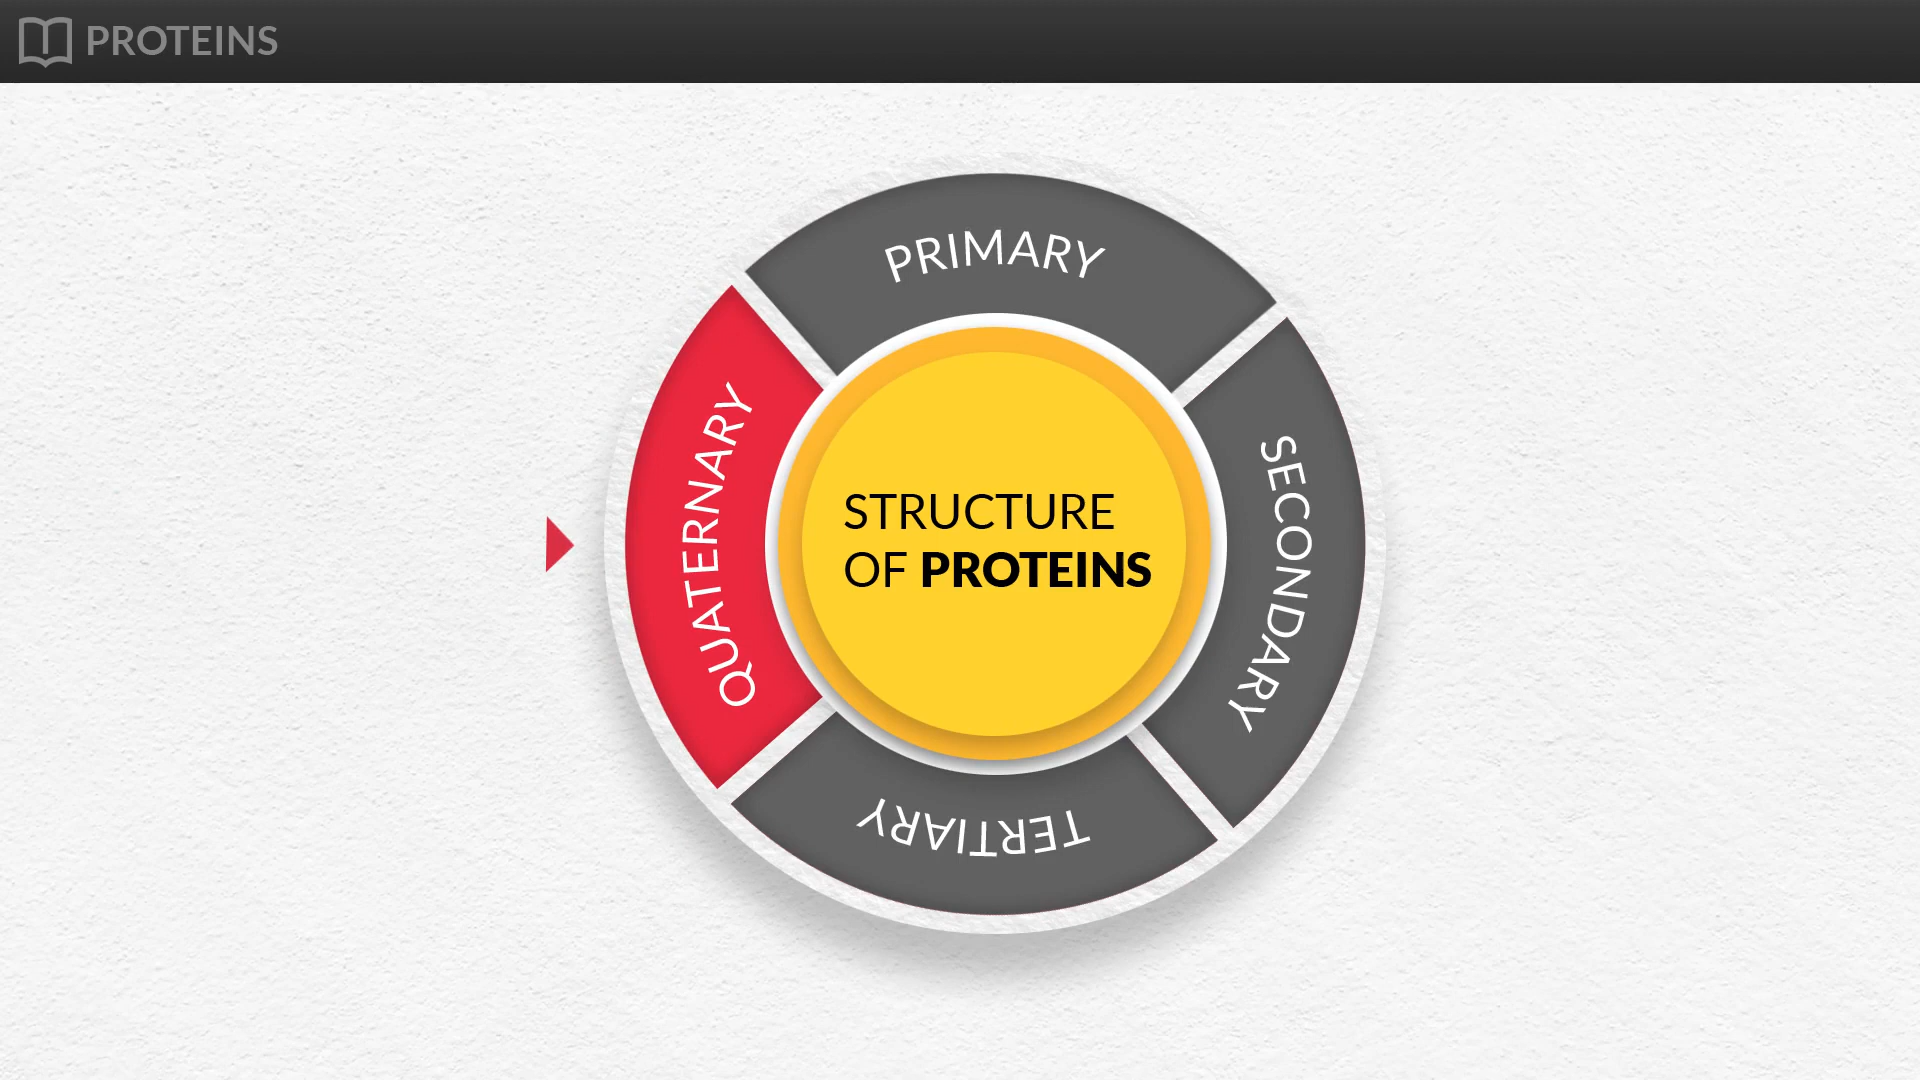 PROTEINS
PRIMARY
SECONDARY
TERTIARY
QUATERNARY
STRUCTURE
OF PROTEINS